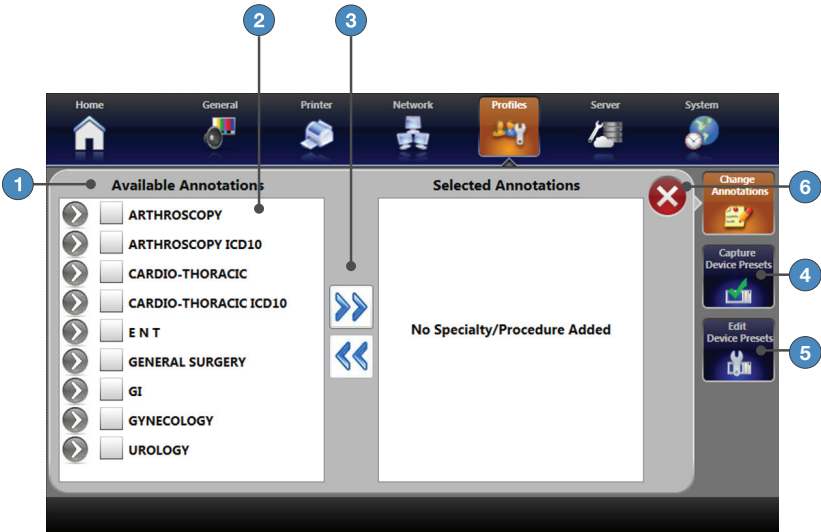 2 3
Home General Printer Network Profiles Server System
1 Available Annotations Selected Annotations
Change
Annotations
6
ARTHROSCOPY
ARTHROSCOPY ICD10
CARDIO-THORACIC
CARDIO-THORACIC ICD10
E N T
GENERAL SURGERY
GI
GYNECOLOGY
UROLOGY
No Specialty/Procedure Added
Capture
Device Presets
4
Edit
Device Presets
5